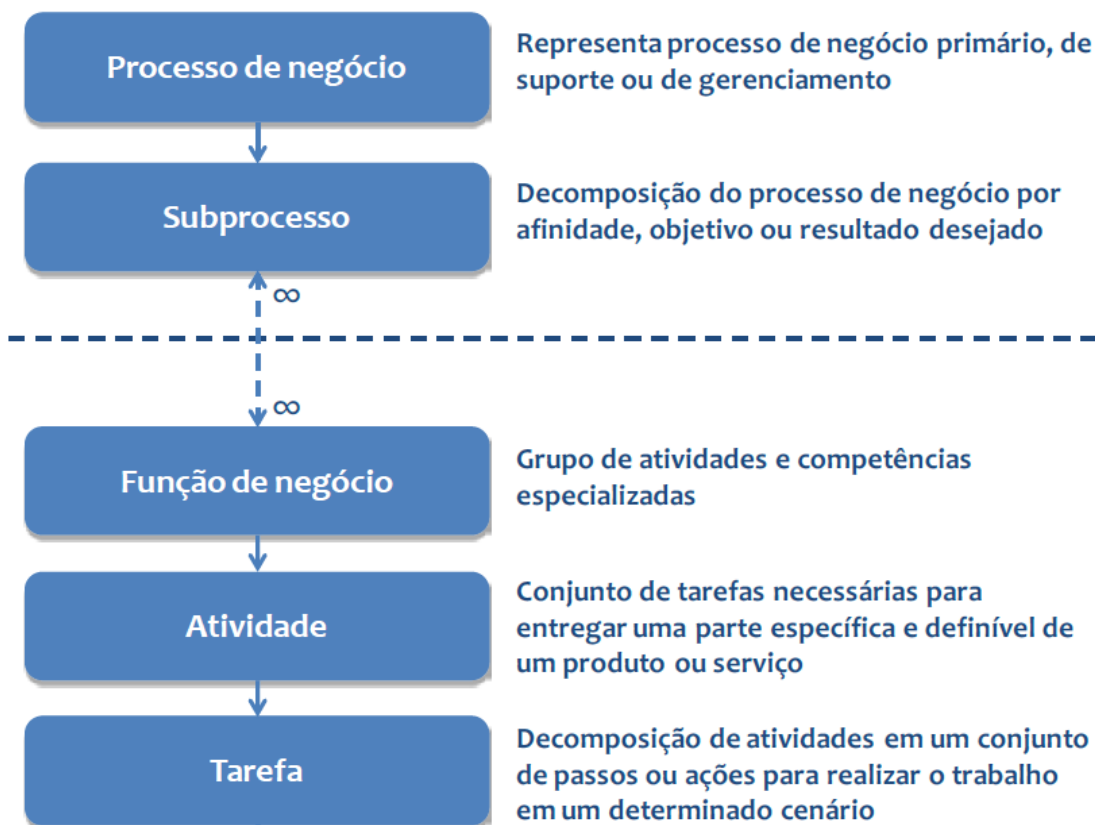 Processo de negócio
Representa processo de negócio primário, de
suporte ou de gerenciamento
Subprocesso
Decomposição do processo de negócio por
afinidade, objetivo ou resultado desejado
∞
∞
Função de negócio
Grupo de atividades e competências
especializadas
Atividade
Conjunto de tarefas necessárias para
entregar uma parte específica e definível de
um produto ou serviço
Tarefa
Decomposição de atividades em um conjunto
de passos ou ações para realizar o trabalho
em um determinado cenário